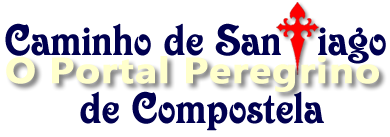 Caminho de Santiago
O Portal Peregrino
de Compostela